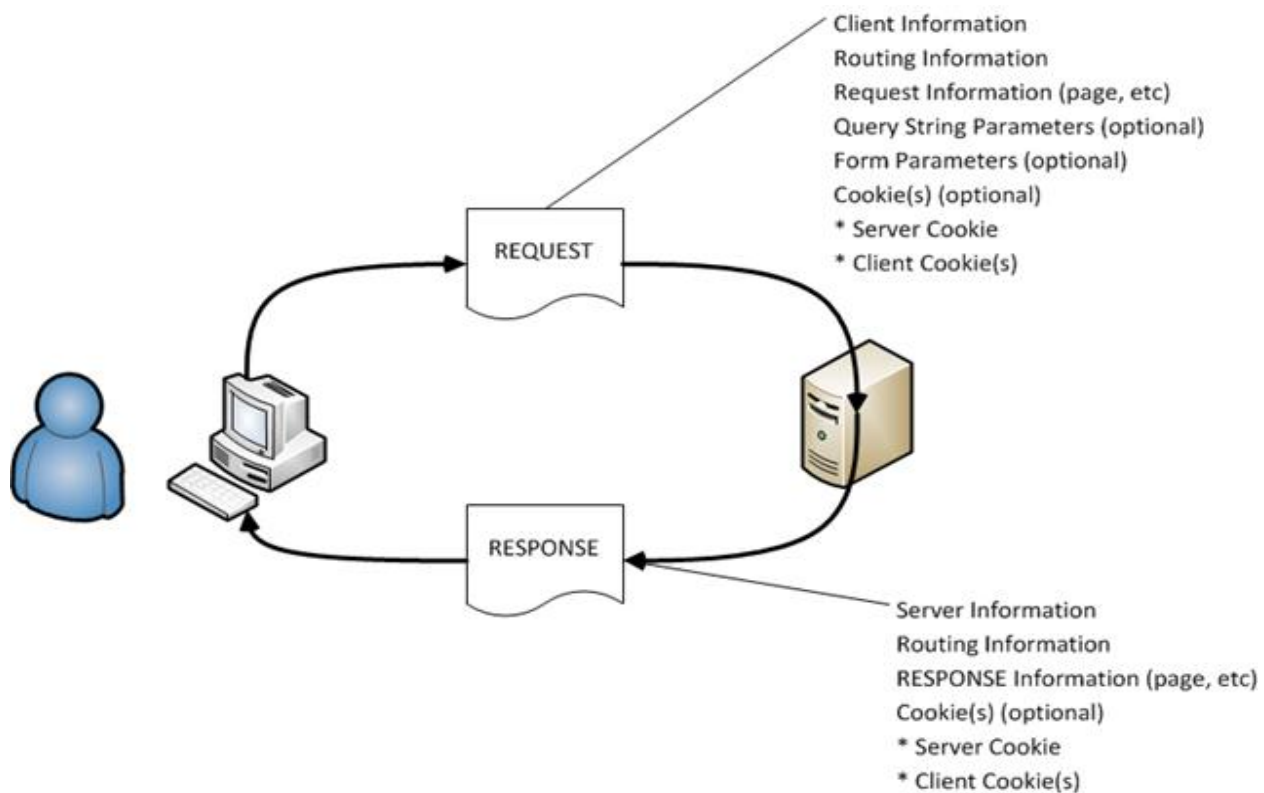 Client Information
Routing Information
Request Information (page, etc)
Query String Parameters (optional)
Form Parameters (optional)
Cookie(s) (optional)
* Server Cookie
* Client Cookie(s)
REQUEST
RESPONSE
Server Information
Routing Information
RESPONSE Information (page, etc)
Cookie(s) (optional)
* Server Cookie
* Client Cookie(s)